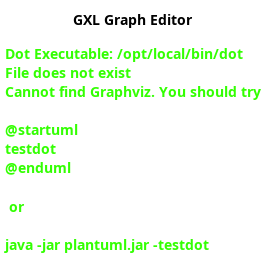 GXL Graph Editor
Dot Executable: /opt/local/bin/dot
File does not exist
Cannot find Graphviz. You should try
@startuml
testdot
@enduml
or
java -jar plantuml.jar -testdot